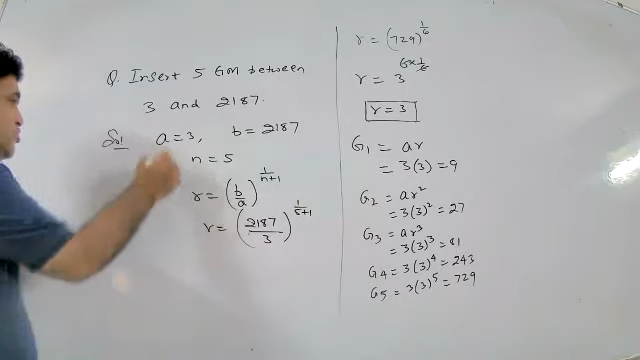 Q. Insert 5 GM between
3 and 2187.
Sol a = 3, b = 2187
n = 5
r = (b/a)^(1/(n+1))
r = (2187/3)^(1/(5+1))
r = (729)^(1/6)
r = 3^(6×1/6)
r = 3
G₁ = ar
= 3(3) = 9
G₂ = ar²
= 3(3)² = 27
G₃ = ar³
= 3(3)³ = 81
G₄ = 3(3)⁴ = 243
G₅ = 3(3)⁵ = 729